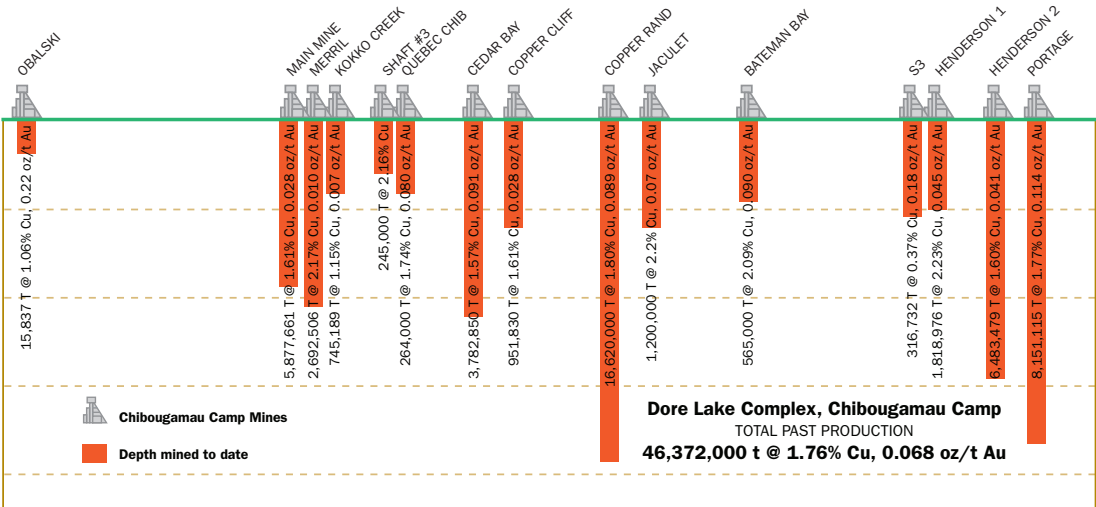 OBALSKI
MAIN MINE
MERRIL
KOKKO CREEK
SHAFT #3
QUEBEC CHIB
CEDAR BAY
COPPER CLIFF
COPPER RAND
JACULET
BATEMAN BAY
S3
HENDERSON 1
HENDERSON 2
PORTAGE
15,837 T @ 1.06% Cu, 0.22 oz/t Au
5,877,661 T @ 1.61% Cu, 0.028 oz/t Au
2,692,506 T @ 2.17% Cu, 0.010 oz/t Au
745,189 T @ 1.15% Cu, 0.007 oz/t Au
245,000 T @ 2.16% Cu
264,000 T @ 1.74% Cu, 0.080 oz/t Au
3,782,850 T @ 1.57% Cu, 0.091 oz/t Au
951,830 T @ 1.61% Cu, 0.028 oz/t Au
16,620,000 T @ 1.80% Cu, 0.089 oz/t Au
1,200,000 T @ 2.2% Cu, 0.07 oz/t Au
565,000 T @ 2.09% Cu, 0.090 oz/t Au
316,732 T @ 0.37% Cu, 0.18 oz/t Au
1,818,976 T @ 2.23% Cu, 0.045 oz/t Au
6,483,479 T @ 1.60% Cu, 0.041 oz/t Au
8,151,115 T @ 1.77% Cu, 0.114 oz/t Au
Chibougamau Camp Mines
Depth mined to date
Dore Lake Complex, Chibougamau Camp
TOTAL PAST PRODUCTION
46,372,000 t @ 1.76% Cu, 0.068 oz/t Au